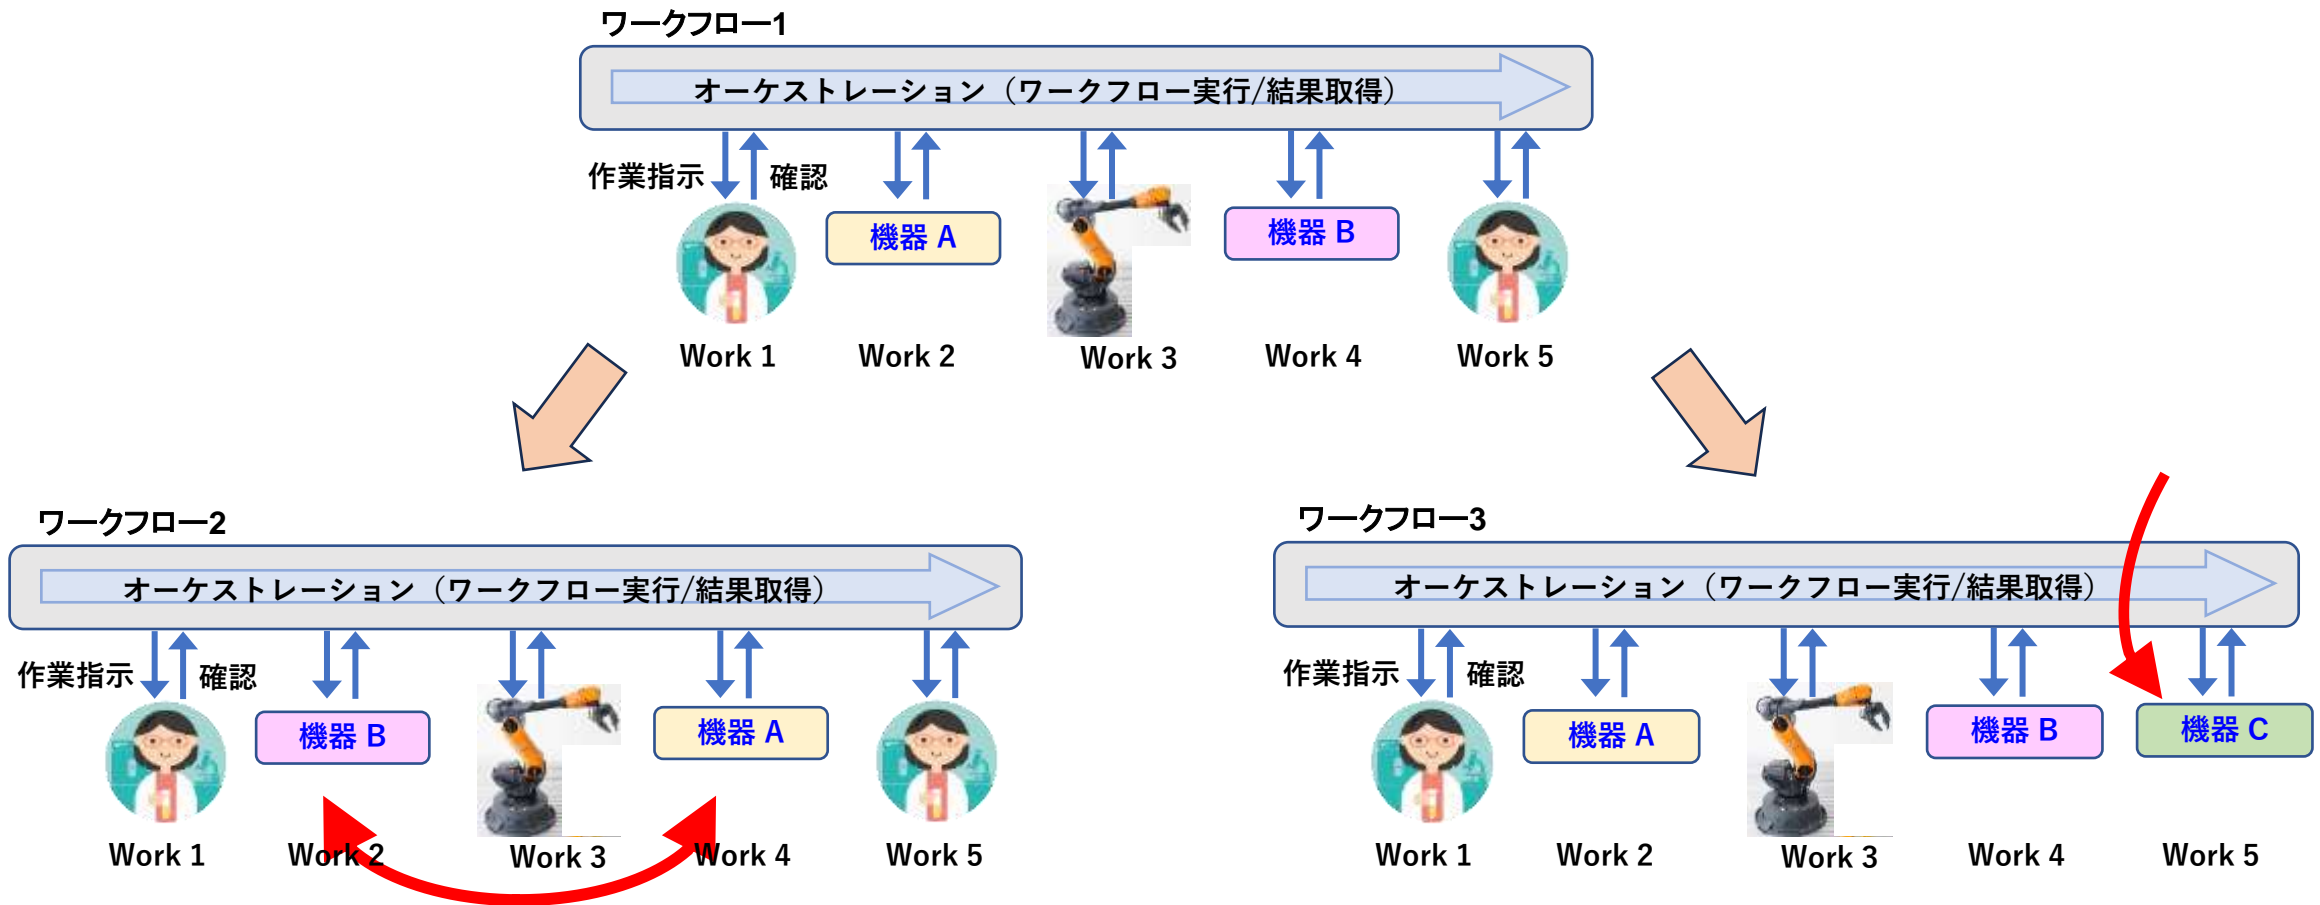 ワークフロー1
オーケストレーション（ワークフロー実行/結果取得）
作業指示
確認
機器 A
機器 B
Work 1
Work 2
Work 3
Work 4
Work 5
ワークフロー2
オーケストレーション（ワークフロー実行/結果取得）
作業指示
確認
機器 B
機器 A
Work 1
Work 2
Work 3
Work 4
Work 5
ワークフロー3
オーケストレーション（ワークフロー実行/結果取得）
作業指示
確認
機器 A
機器 B
機器 C
Work 1
Work 2
Work 3
Work 4
Work 5